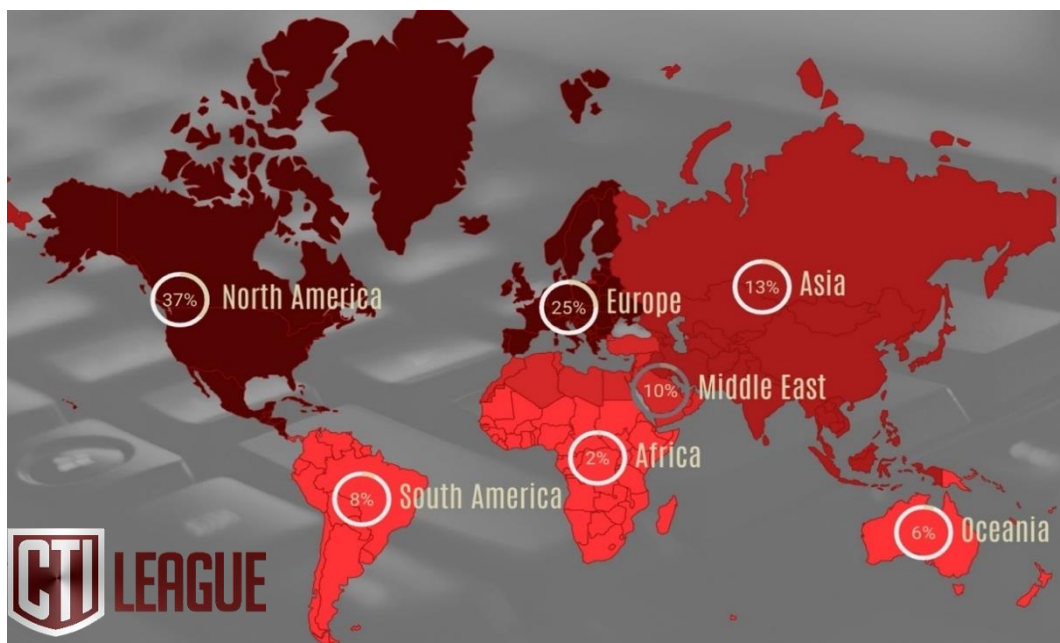 37% North America
25% Europe
13% Asia
10% Middle East
2% Africa
8% South America
6% Oceania
CTI LEAGUE